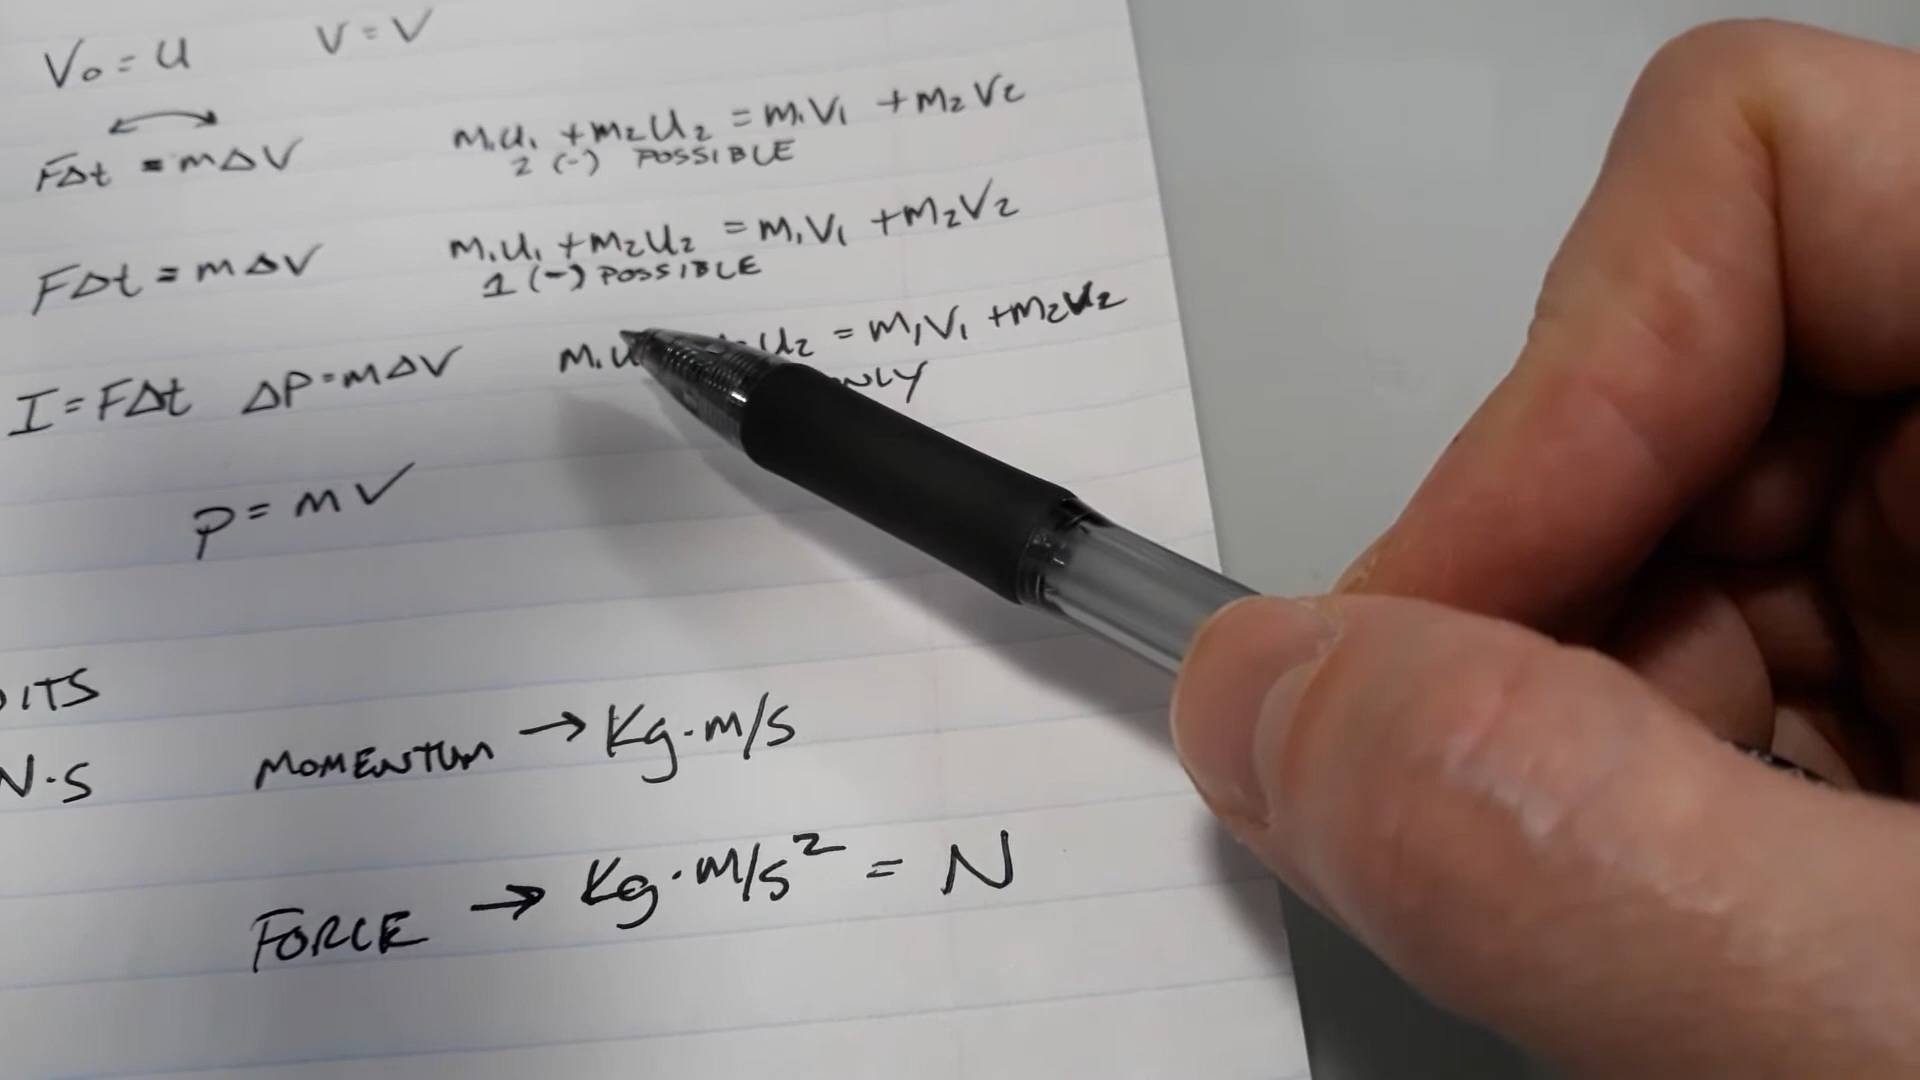 V₀ = u V = V
FΔt = mΔV m₁u₁ + m₂u₂ = m₁V₁ + m₂V₂
2 (-) POSSIBLE
FΔt = mΔV m₁u₁ + m₂u₂ = m₁V₁ + m₂V₂
1 (-) POSSIBLE
I = FΔt ΔP = mΔV m₁u u₂ = m₁V₁ + m₂V₂
P = mV
N·S MOMENTUM → Kg·m/s
FORCE → Kg·m/s² = N